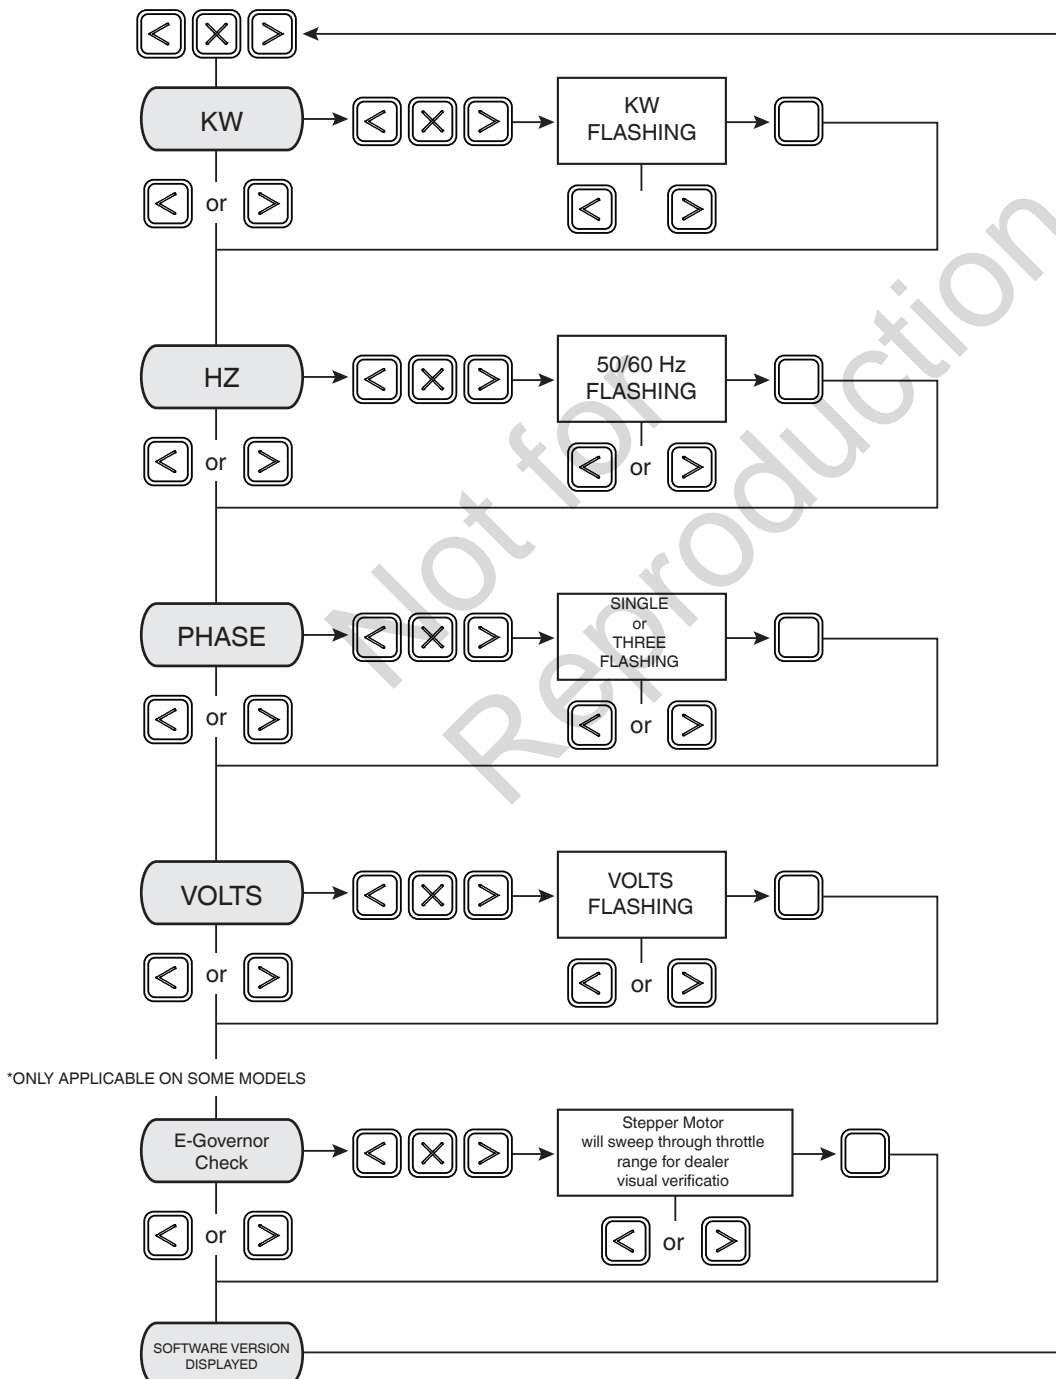 KW
KW
FLASHING
or
HZ
50/60 Hz
FLASHING
or
or
PHASE
SINGLE
or
THREE
FLASHING
or
or
VOLTS
VOLTS
FLASHING
or
or
*ONLY APPLICABLE ON SOME MODELS
E-Governor
Check
Stepper Motor
will sweep through throttle
range for dealer
visual verificatio
or
or
SOFTWARE VERSION
DISPLAYED
Not for
Reproduction